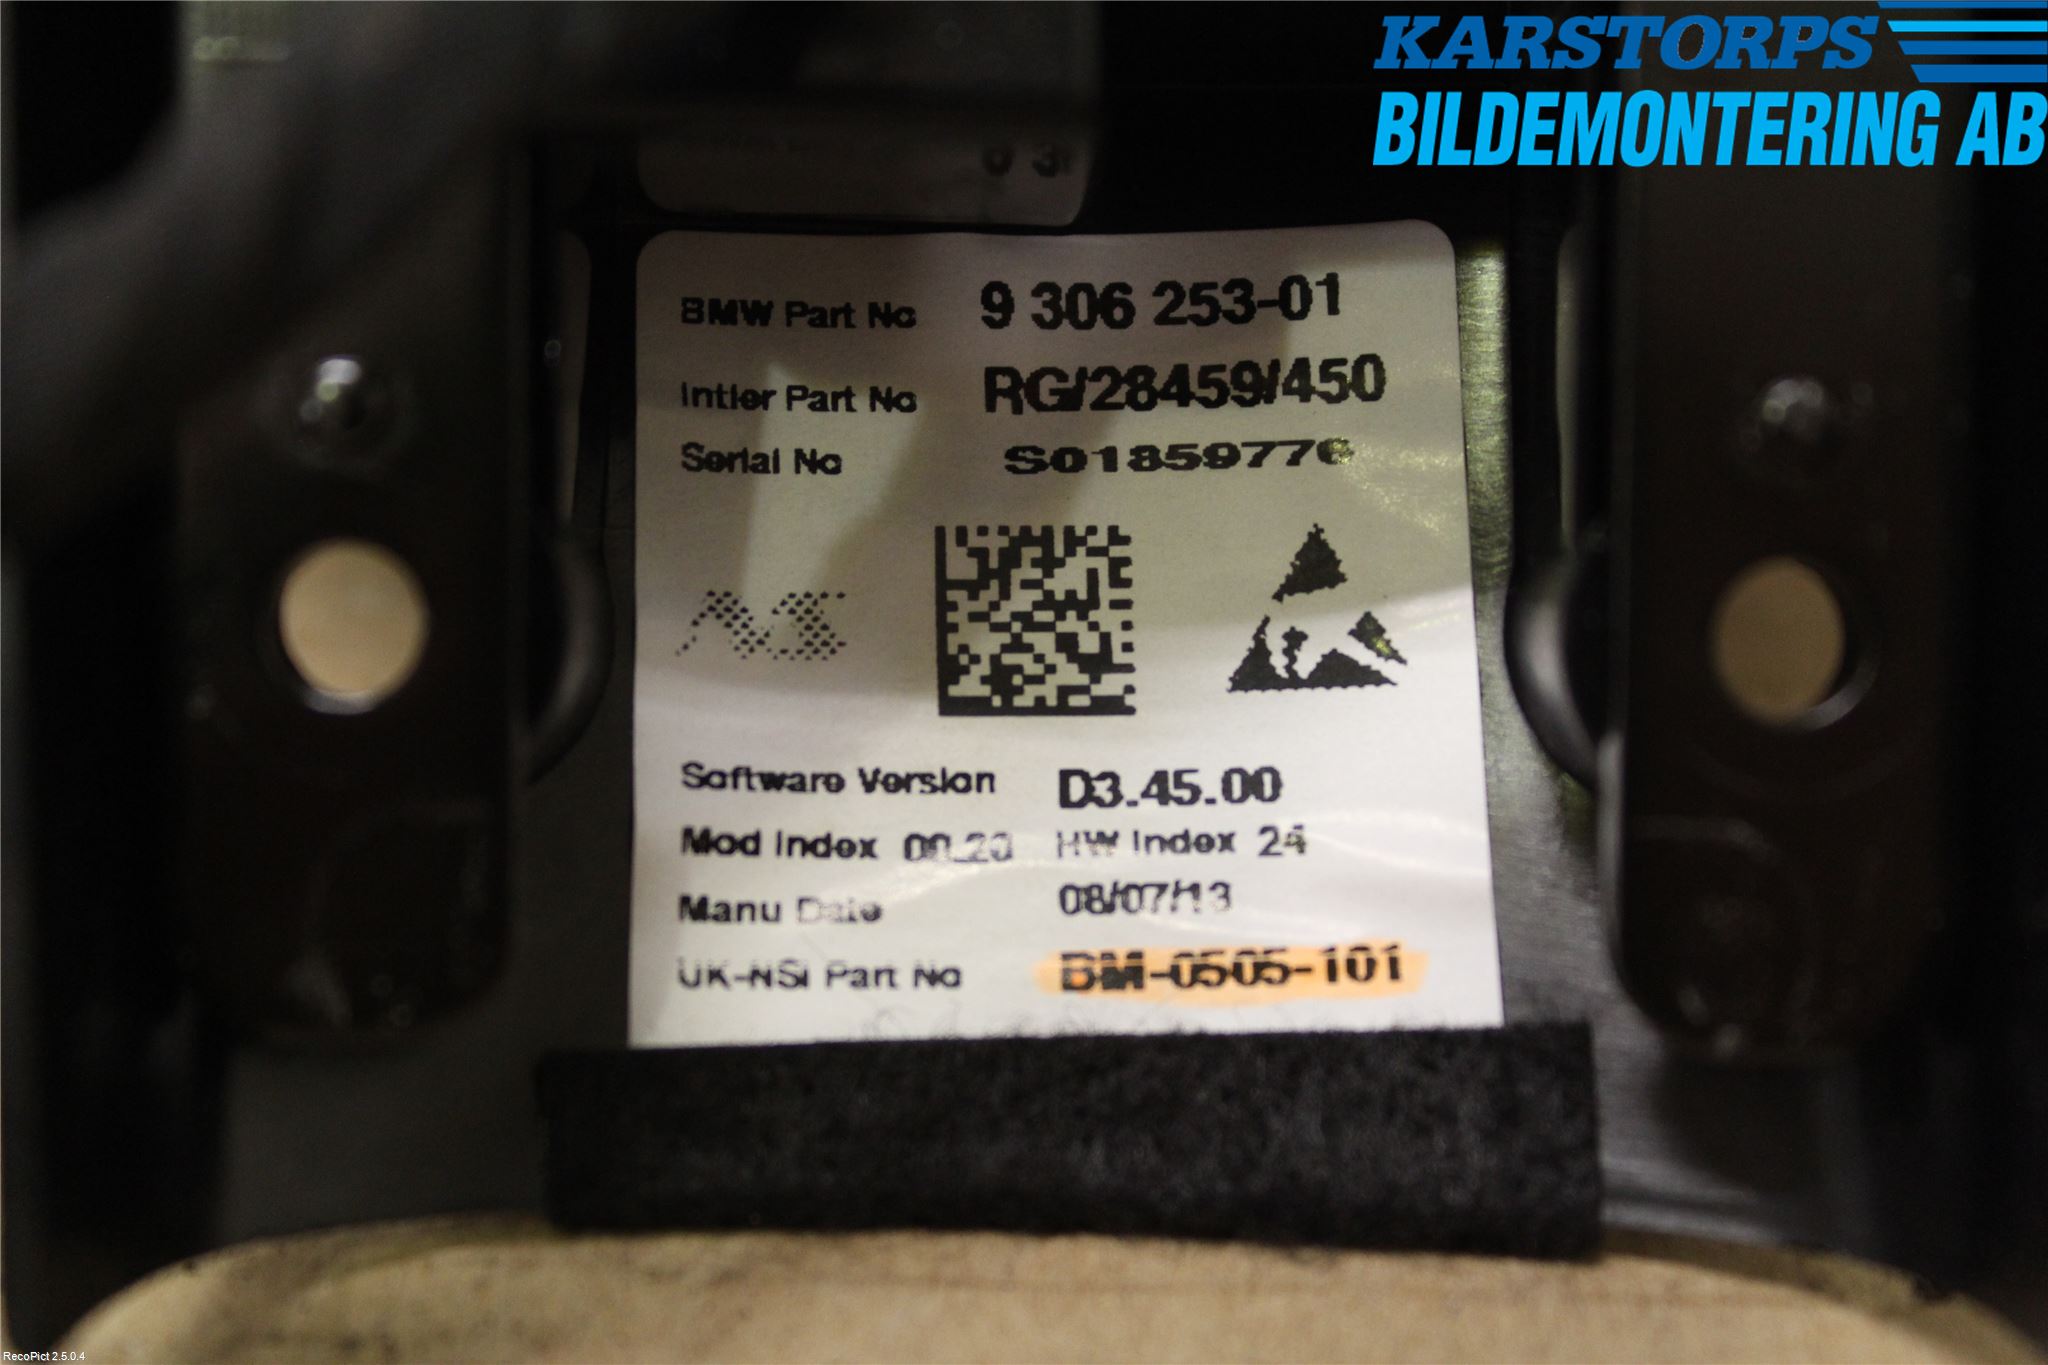 KARSTORPS
BILDEMONTERING AB
BMW Part No 9 306 253-01
Intier Part No RG/28459/450
Serial No S01859776
Software Version D3.45.00
Mod Index 00.20 HW Index 24
Manu Date 08/07/13
UK-NSI Part No BM-0505-101
RecoPict 2.5.0.4